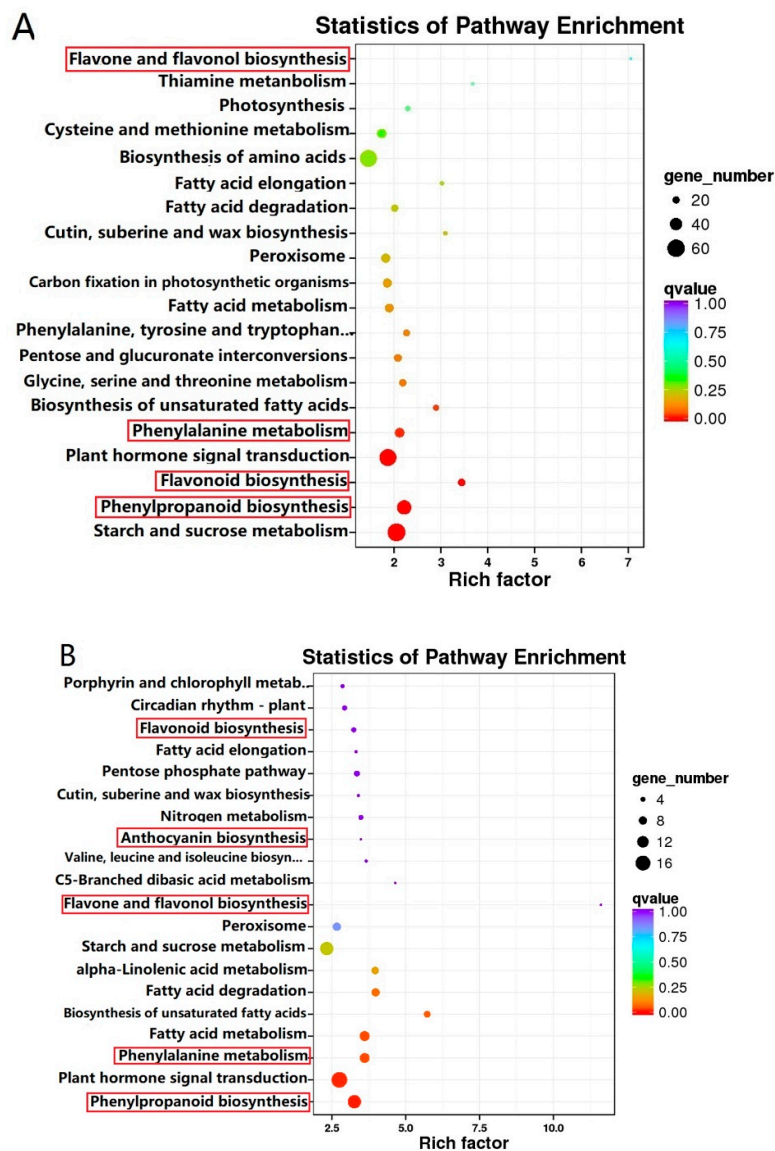 A
Statistics of Pathway Enrichment
Flavone and flavonol biosynthesis
Thiamine metanbolism
Photosynthesis
Cysteine and methionine metabolism
Biosynthesis of amino acids
Fatty acid elongation
Fatty acid degradation
Cutin, suberine and wax biosynthesis
Peroxisome
Carbon fixation in photosynthetic organisms
Fatty acid metabolism
Phenylalanine, tyrosine and tryptophan...
Pentose and glucuronate interconversions
Glycine, serine and threonine metabolism
Biosynthesis of unsaturated fatty acids
Phenylalanine metabolism
Plant hormone signal transduction
Flavonoid biosynthesis
Phenylpropanoid biosynthesis
Starch and sucrose metabolism
2 3 4 5 6 7
Rich factor
gene_number
20
40
60
qvalue
1.00
0.75
0.50
0.25
0.00
B
Statistics of Pathway Enrichment
Porphyrin and chlorophyll metab..
Circadian rhythm - plant
Flavonoid biosynthesis
Fatty acid elongation
Pentose phosphate pathway
Cutin, suberine and wax biosynthesis
Nitrogen metabolism
Anthocyanin biosynthesis
Valine, leucine and isoleucine biosyn...
C5-Branched dibasic acid metabolism
Flavone and flavonol biosynthesis
Peroxisome
Starch and sucrose metabolism
alpha-Linolenic acid metabolism
Fatty acid degradation
Biosynthesis of unsaturated fatty acids
Fatty acid metabolism
Phenylalanine metabolism
Plant hormone signal transduction
Phenylpropanoid biosynthesis
2.5 5.0 7.5 10.0
Rich factor
gene_number
4
8
12
16
qvalue
1.00
0.75
0.50
0.25
0.00